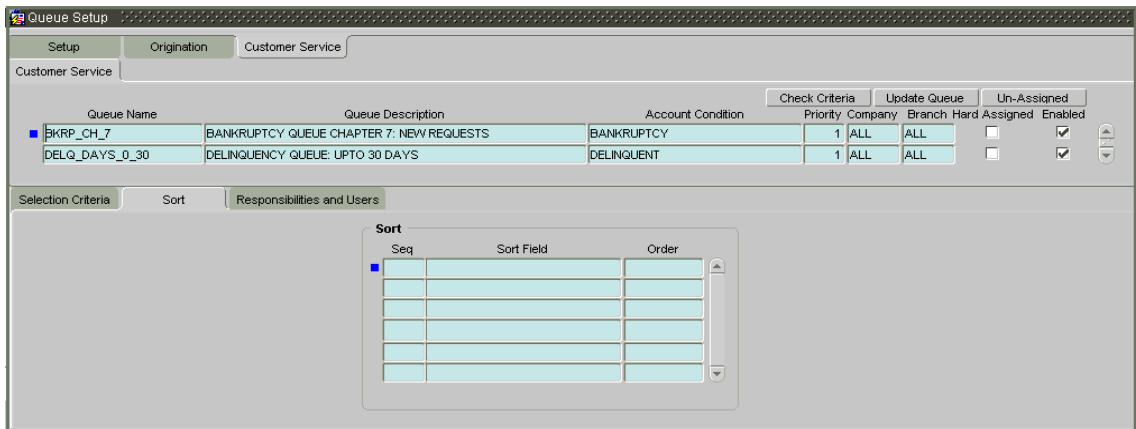 Queue Setup
Setup Origination Customer Service
Customer Service
Check Criteria Update Queue Un-Assigned
Queue Name Queue Description Account Condition Priority Company Branch Hard Assigned Enabled
BKRP_CH_7 BANKRUPTCY QUEUE CHAPTER 7: NEW REQUESTS BANKRUPTCY 1 ALL ALL
DELQ_DAYS_0_30 DELINQUENCY QUEUE: UPTO 30 DAYS DELINQUENT 1 ALL ALL
Selection Criteria Sort Responsibilities and Users
Sort
Seq Sort Field Order